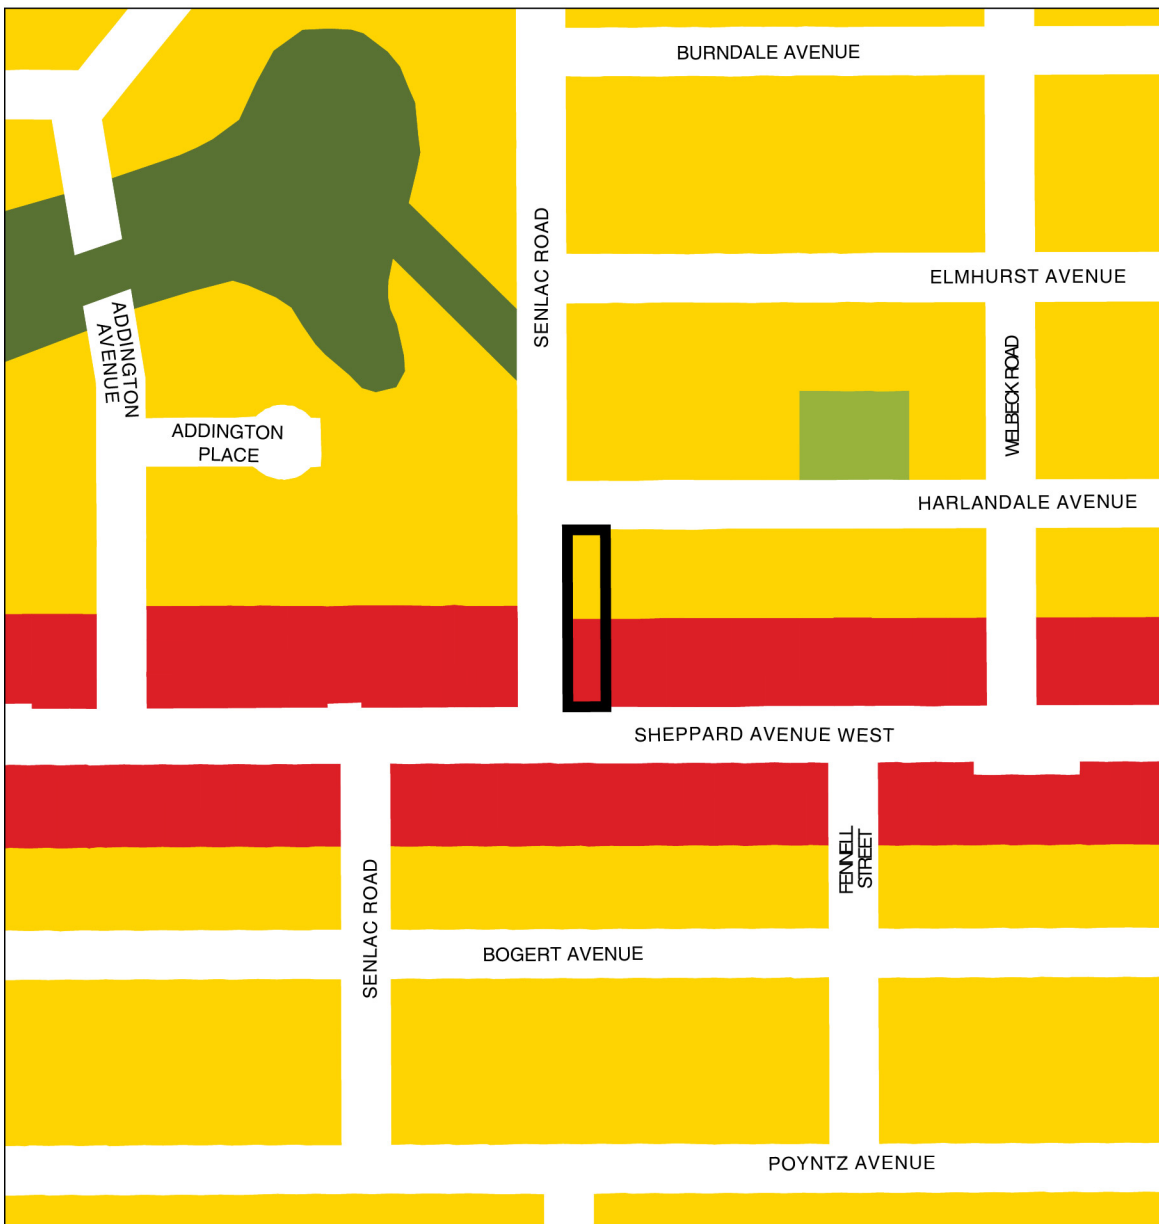 BURNDALE AVENUE
SENLAC ROAD
ELMHURST AVENUE
ADDINGTON
AVENUE
WELBECK ROAD
ADDINGTON
PLACE
HARLANDALE AVENUE
SHEPPARD AVENUE WEST
FENNELL
STREET
SENLAC ROAD
BOGERT AVENUE
POYNTZ AVENUE